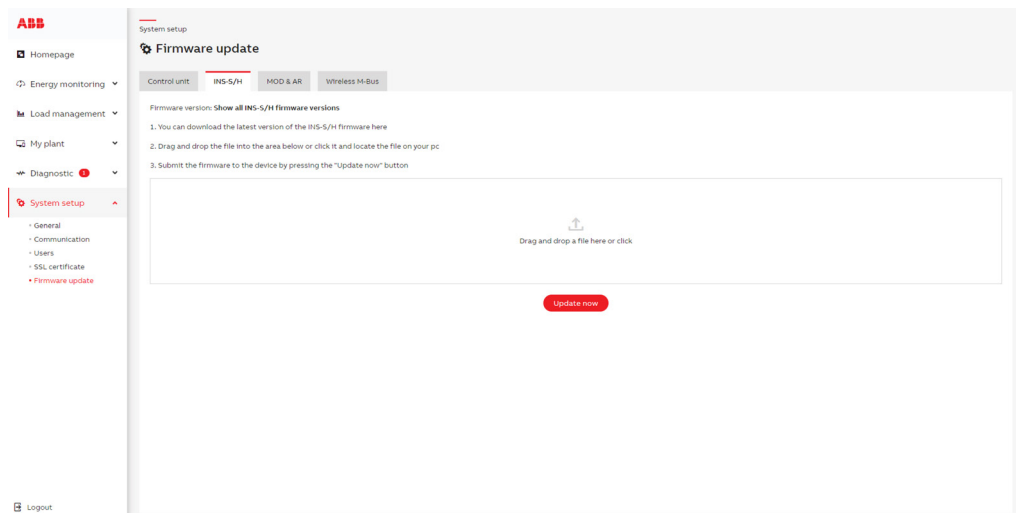 ABB
Homepage
Energy monitoring
Load management
My plant
Diagnostic 1
System setup
- General
- Communication
- Users
- SSL certificate
• Firmware update
Logout
System setup
Firmware update
Control unit
INS-S/H
MOD & AR
Wireless M-Bus
Firmware version: Show all INS-S/H firmware versions
1. You can download the latest version of the INS-S/H firmware here
2. Drag and drop the file into the area below or click it and locate the file on your pc
3. Submit the firmware to the device by pressing the "Update now" button
Drag and drop a file here or click
Update now